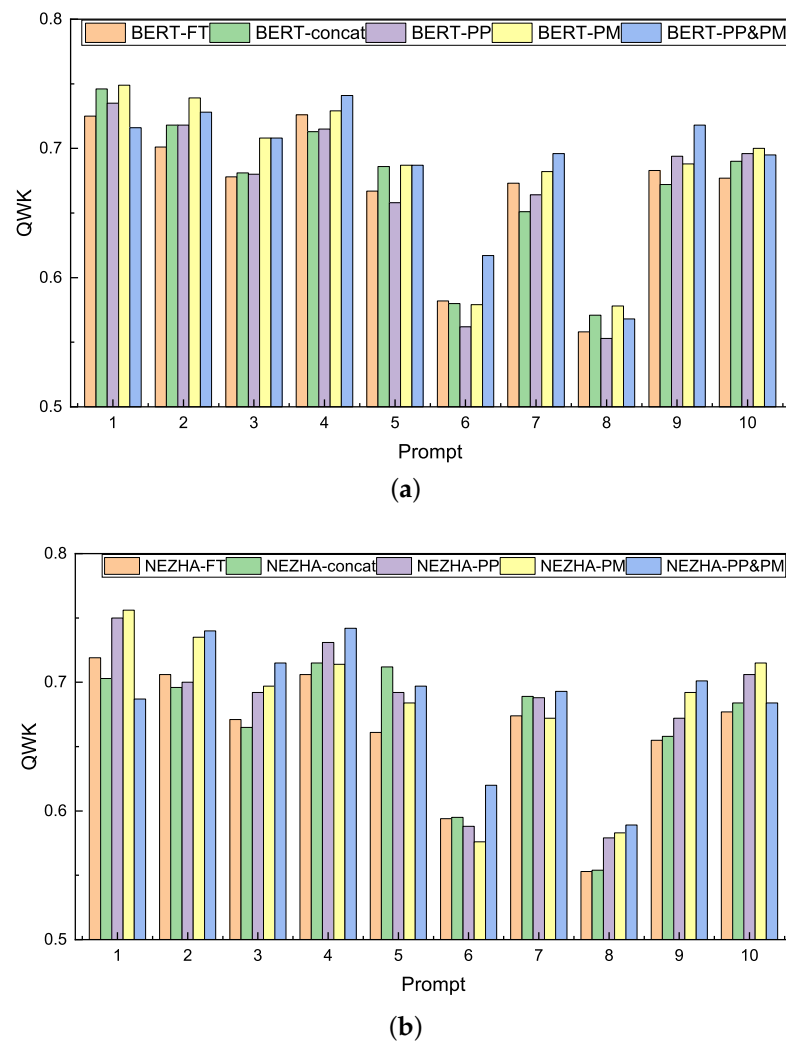 0.8
BERT-FT BERT-concat BERT-PP BERT-PM BERT-PP&PM
0.7
QWK
0.6
0.5
1 2 3 4 5 6 7 8 9 10
Prompt
(a)
0.8
NEZHA-FT NEZHA-concat NEZHA-PP NEZHA-PM NEZHA-PP&PM
0.7
QWK
0.6
0.5
1 2 3 4 5 6 7 8 9 10
Prompt
(b)